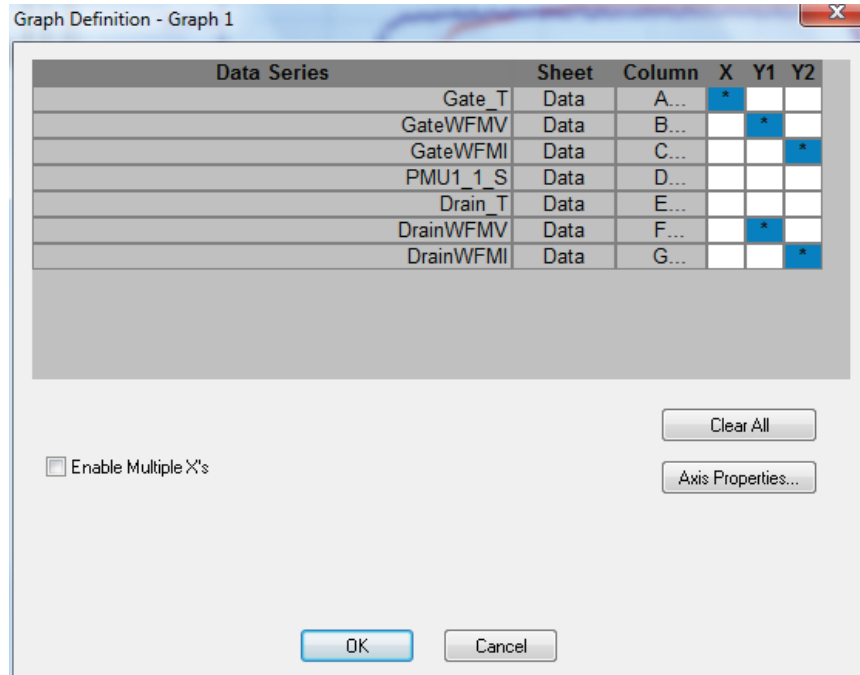 Graph Definition - Graph 1
Data Series Sheet Column X Y1 Y2
Gate_T Data A... *
GateWFMV Data B... *
GateWFMI Data C... *
PMU1_1_S Data D...
Drain_T Data E...
DrainWFMV Data F... *
DrainWFMI Data G... *
Clear All
Enable Multiple X's
Axis Properties...
OK Cancel